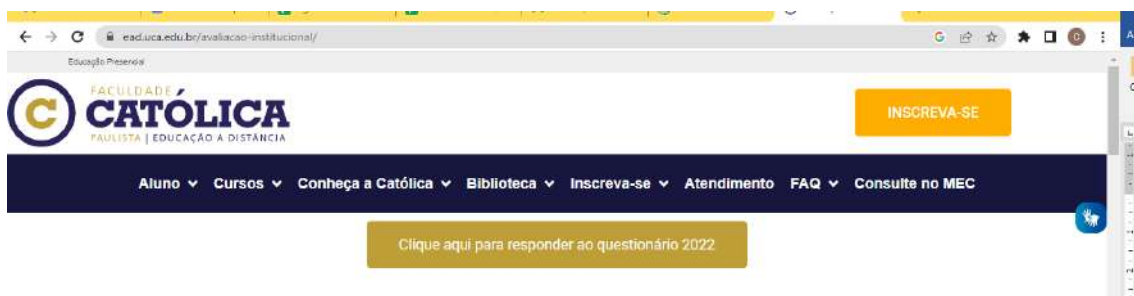 ead.uca.edu.br/avaliacao-institucional/
Educação Presencial
FACULDADE
CATÓLICA
PAULISTA | EDUCAÇÃO A DISTÂNCIA
INSCREVA-SE
Aluno Cursos Conheça a Católica Biblioteca Inscreva-se Atendimento FAQ Consulte no MEC
Clique aqui para responder ao questionário 2022